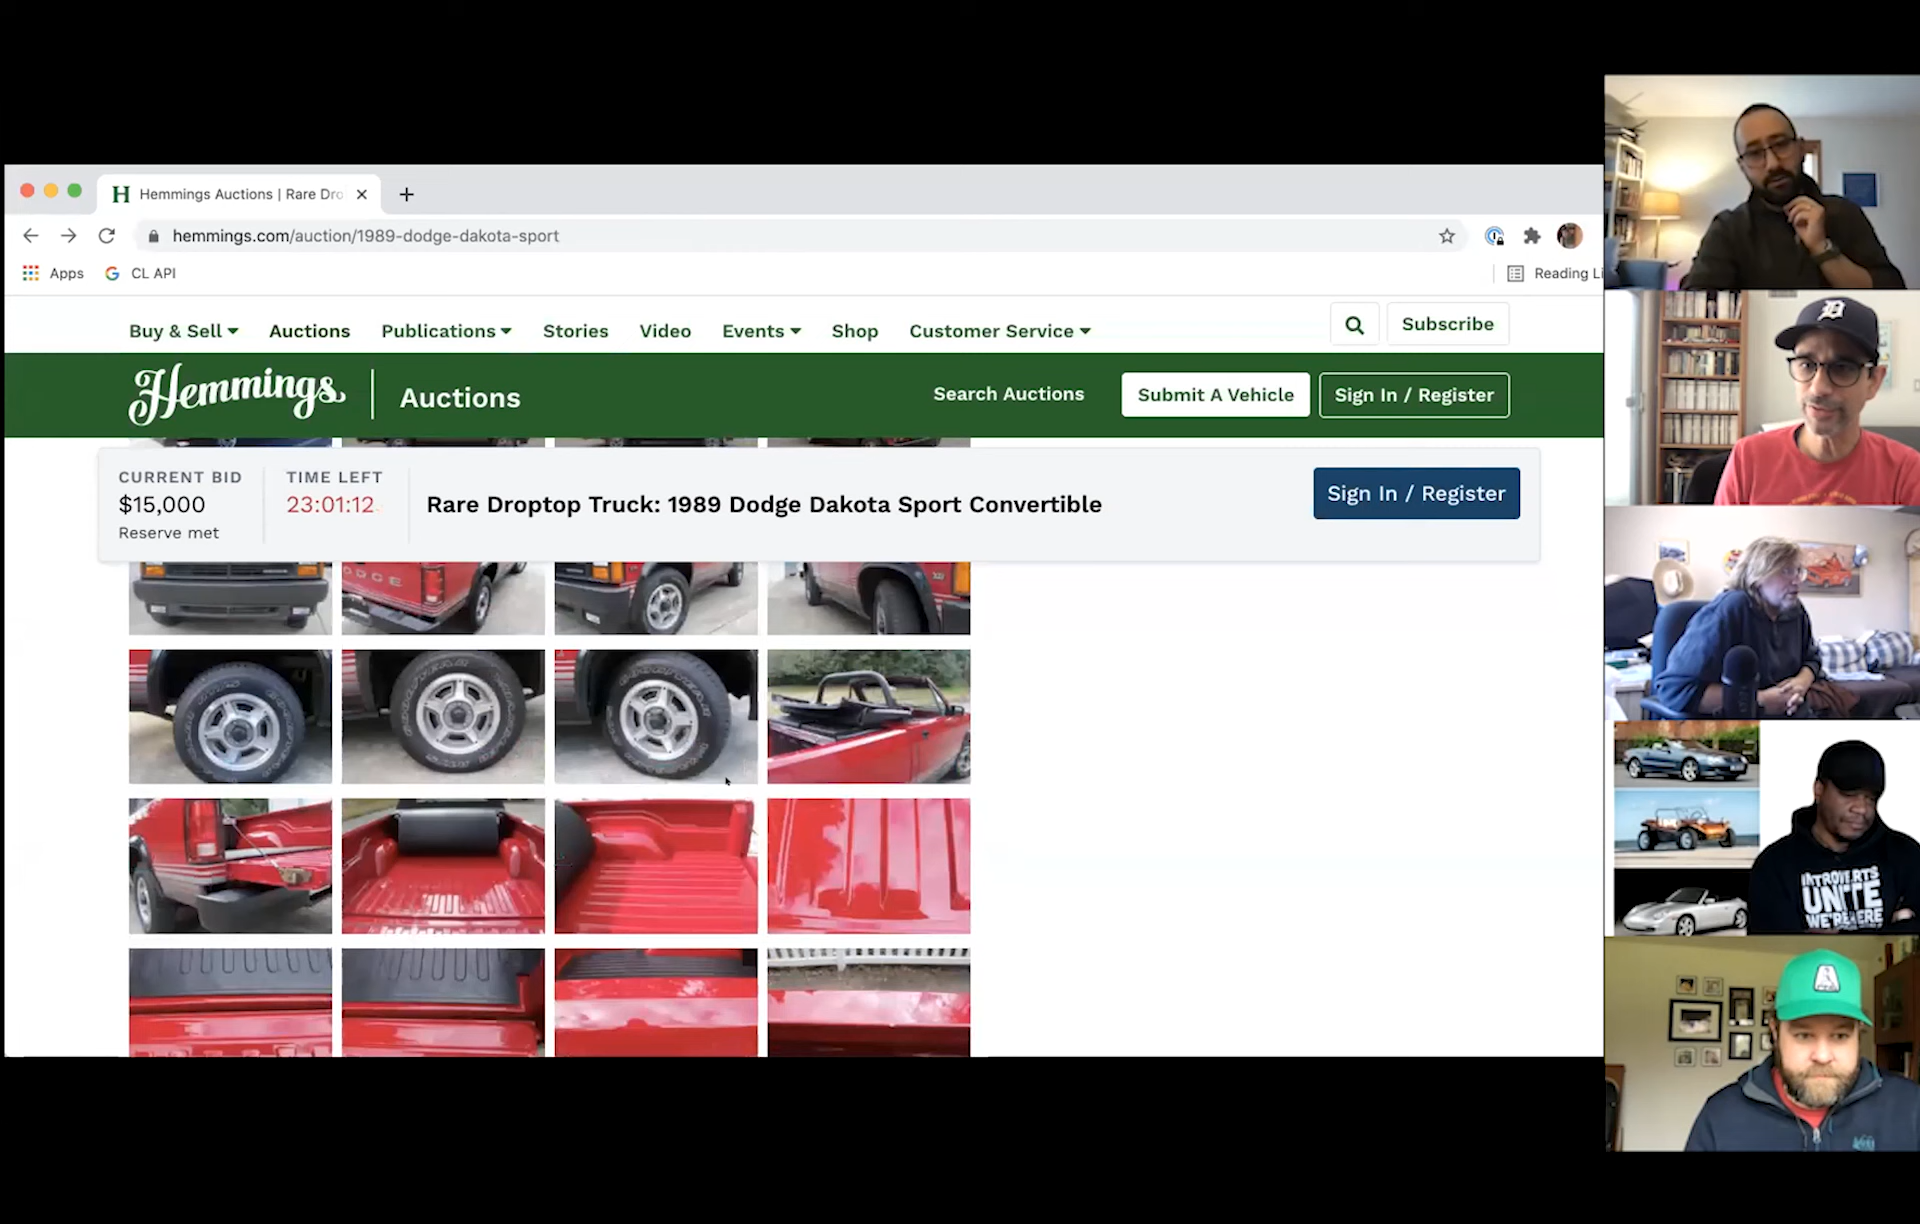 Hemmings Auctions | Rare Dro
hemmings.com/auction/1989-dodge-dakota-sport
Apps
CL API
Reading Li
Buy & Sell
Auctions
Publications
Stories
Video
Events
Shop
Customer Service
Subscribe
Hemmings
Auctions
Search Auctions
Submit A Vehicle
Sign In / Register
CURRENT BID
$15,000
Reserve met
TIME LEFT
23:01:12
Rare Droptop Truck: 1989 Dodge Dakota Sport Convertible
Sign In / Register
INTROVERTS
UNITE
WE'RE HERE